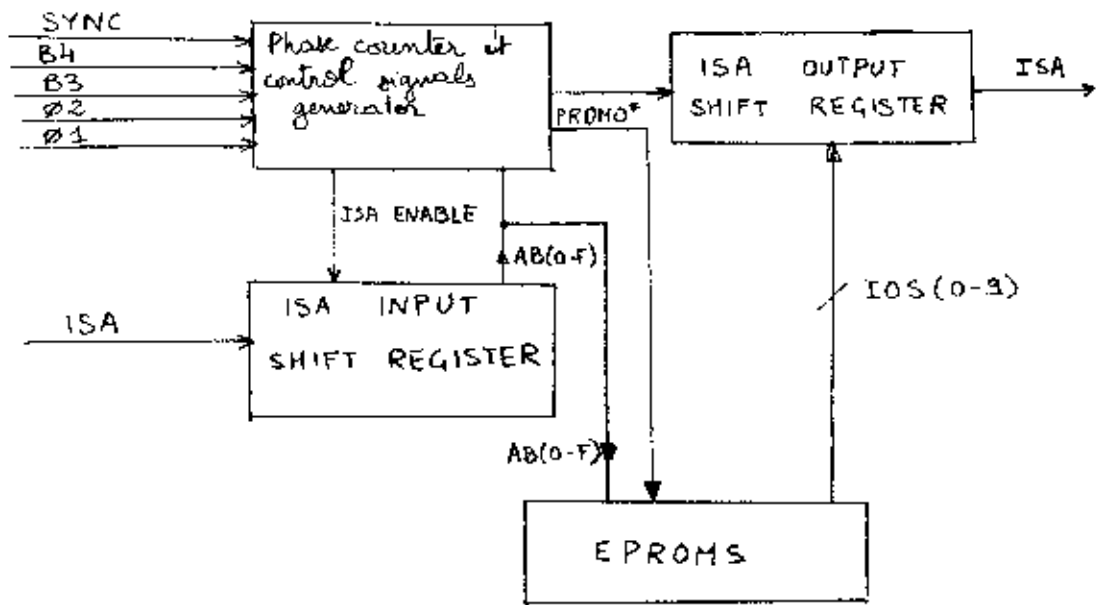 SYNC
B4
B3
Ø2
Ø1
Phase counter et
control signals
generator
PROMO*
ISA OUTPUT
SHIFT REGISTER
ISA
ISA ENABLE
AB(0-F)
ISA
ISA INPUT
SHIFT REGISTER
IOS(0-9)
AB(0-F)
EPROMS